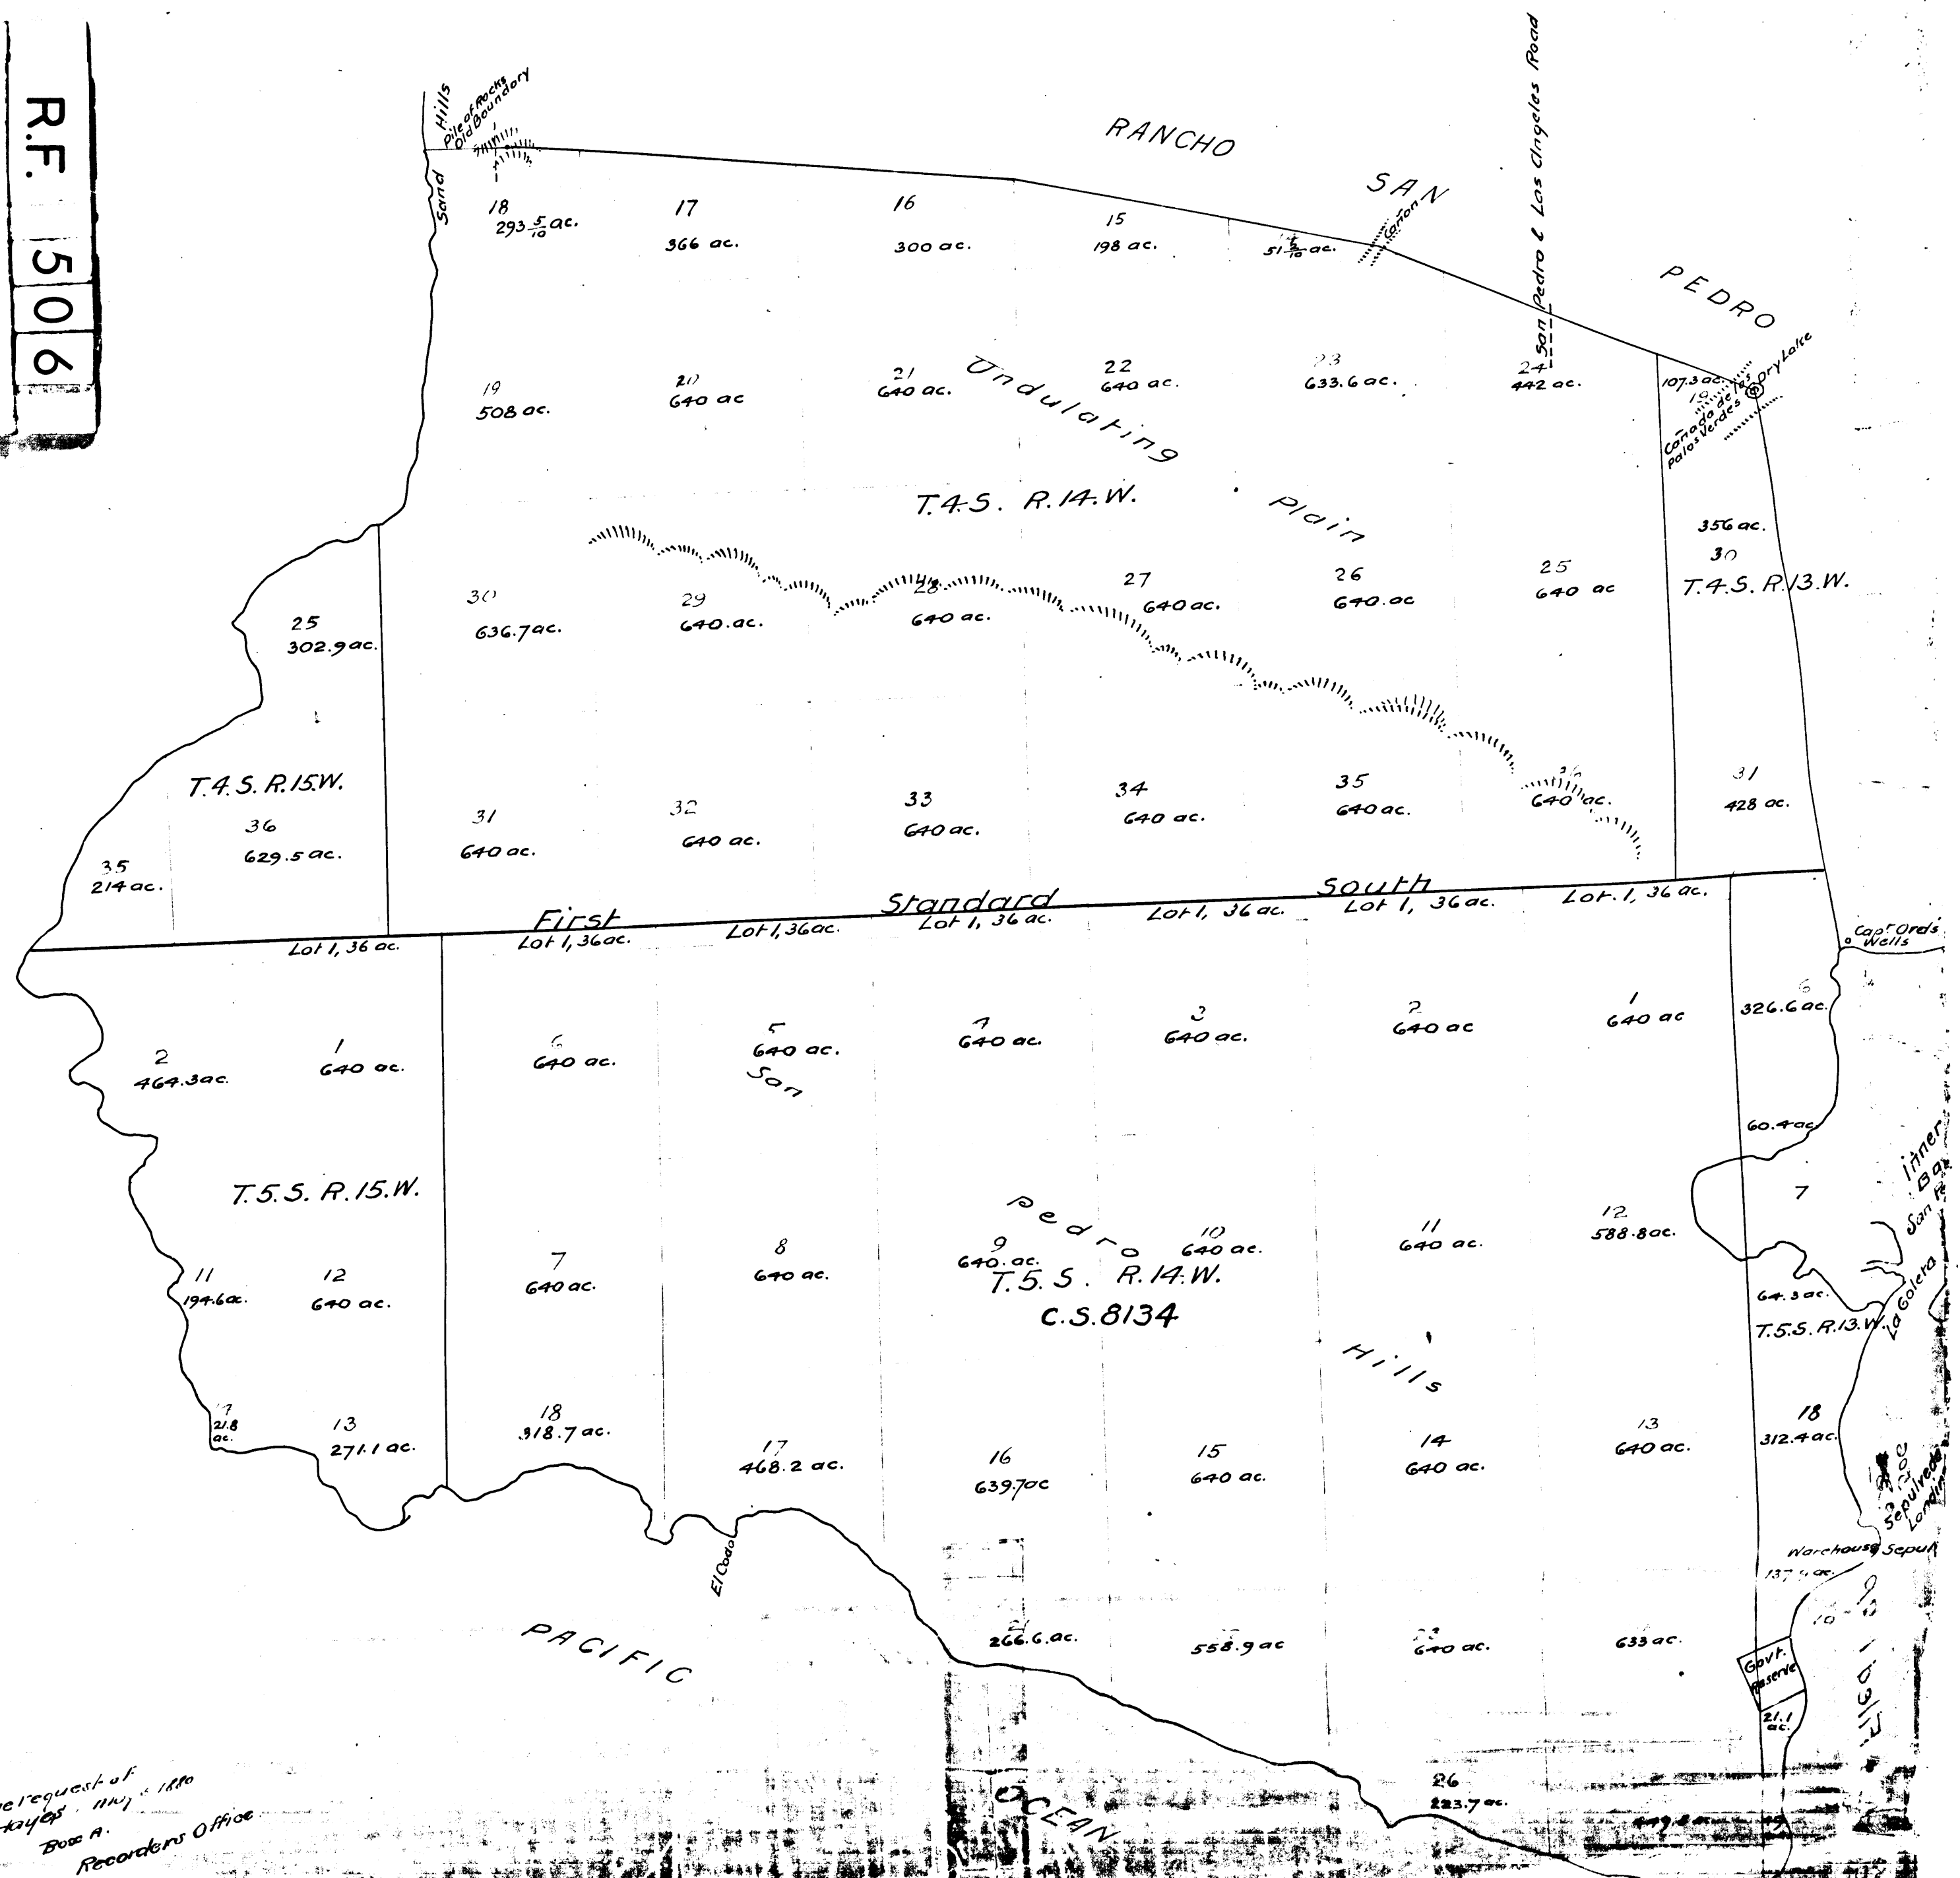 R.F. 506
Hills
Pile of Rocks
Old Boundary
Sand
RANCHO
SAN
PEDRO
Cañon
San Pedro & Los Angeles Road
18
293 5/10 ac.
17
366 ac.
16
300 ac.
15
198 ac.
51 5/10 ac.
19
508 ac.
20
640 ac
21
640 ac.
22
640 ac.
23
633.6 ac.
24
442 ac.
107.3 ac.
19
Cañada de los
Palos Verdes
Dry Lake
Undulating
Plain
T.4.S. R.14.W.
356 ac.
30
T.4.S. R.13.W.
25
302.9 ac.
30
636.7 ac.
29
640. ac.
28
640 ac.
27
640 ac.
26
640. ac
25
640 ac
T.4.S. R.15.W.
35
214 ac.
36
629.5 ac.
31
640 ac.
32
640 ac.
33
640 ac.
34
640 ac.
35
640 ac.
36
640 ac.
31
428 ac.
First Standard South
Lot 1, 36 ac.
Lot 1, 36 ac.
Lot 1, 36 ac.
Lot 1, 36 ac.
Lot 1, 36 ac.
Lot 1, 36 ac.
Lot. 1, 36 ac.
Capt Ord's
Wells
2
464.3 ac.
1
640 ac.
6
640 ac.
5
640 ac.
4
640 ac.
3
640 ac.
2
640 ac
1
640 ac
6
326.6 ac.
San
Pedro
Hills
60.4 ac
T.5.S. R.15.W.
11
194.6 ac.
12
640 ac.
7
640 ac.
8
640 ac.
9
640. ac.
10
640 ac.
11
640 ac.
12
588.8 ac.
7
64.3 ac.
Inner
San
La Goleta
T.5.S. R.14.W.
C.S. 8134
T.5.S. R.13.W.
21.8
ac.
13
271.1 ac.
18
318.7 ac.
17
468.2 ac.
16
639.7 ac
15
640 ac.
14
640 ac.
13
640 ac.
18
312.4 ac.
Sepulveda
Landing
El Codo
Warehouse
PACIFIC
OCEAN
266.6. ac.
558.9 ac
640 ac.
633 ac.
Govt.
Reserve
21.1
ac.
26
223.7 ac.
request of
1880
Box A.
Recorders Office